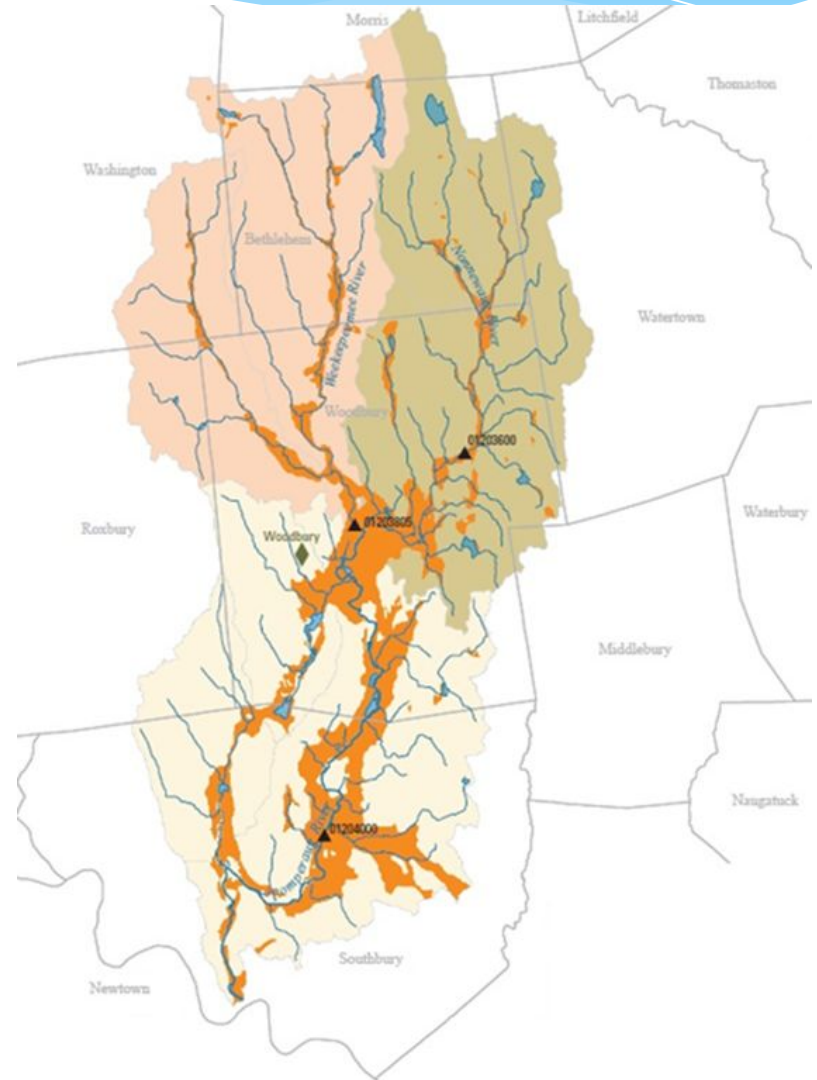 Morris
Litchfield
Thomaston
Washington
Bethlehem
Nonnewaug River
Weekeepeemee River
Watertown
Woodbury
01203600
Waterbury
01203805
Roxbury
Woodbury
Middlebury
Naugatuck
01204000
Pomperaug River
Southbury
Newtown